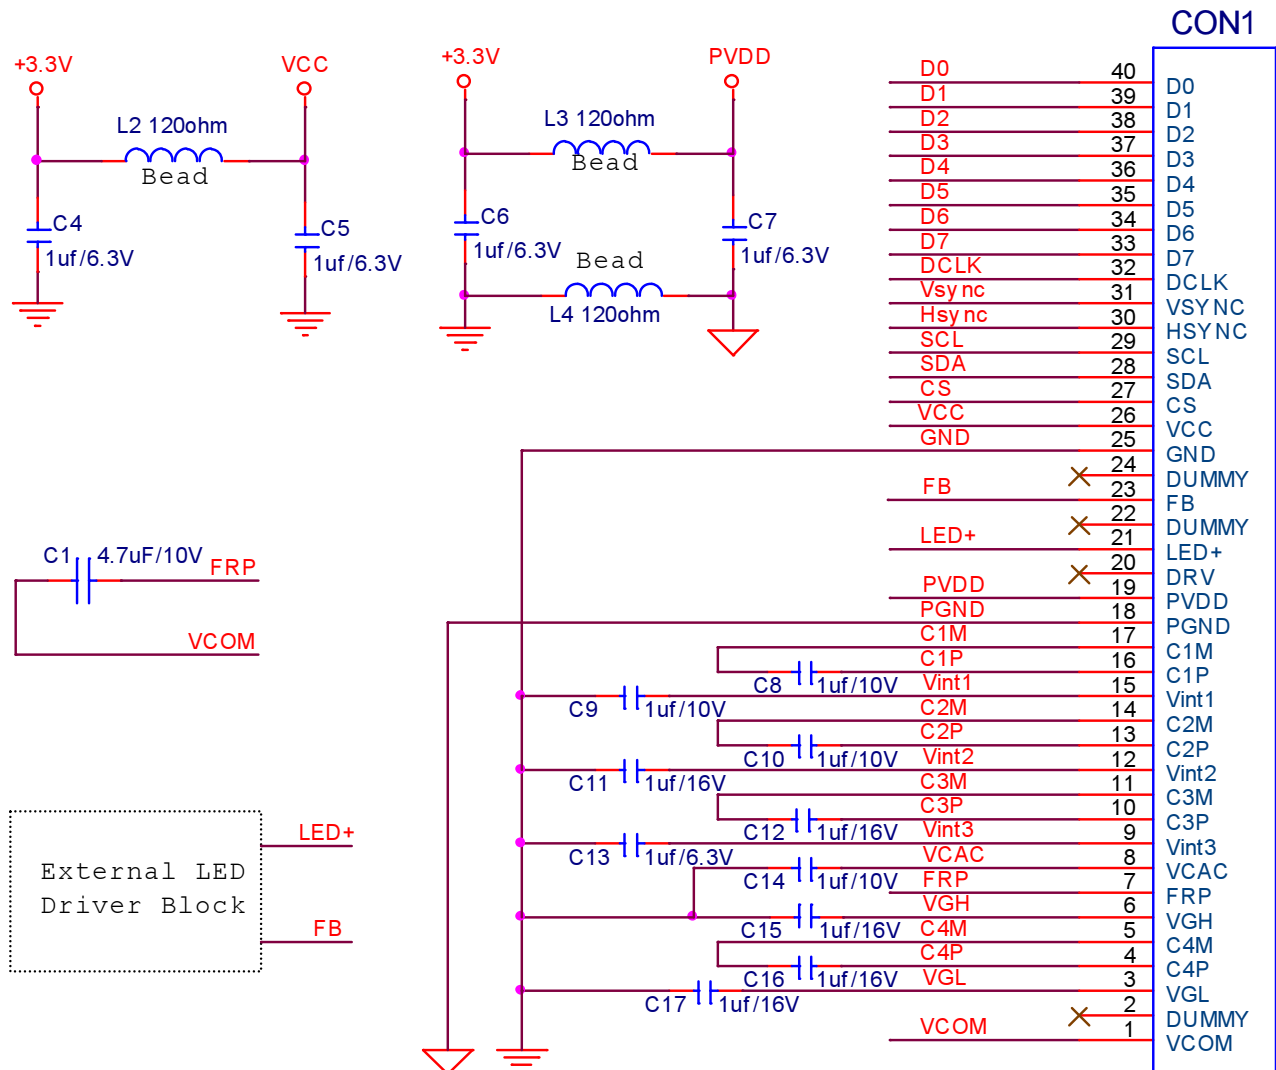 CON1
+3.3V
VCC
L2 120ohm
Bead
C4
1uf/6.3V
C5
1uf/6.3V
+3.3V
PVDD
L3 120ohm
Bead
C6
1uf/6.3V
C7
1uf/6.3V
Bead
L4 120ohm
C1 4.7uF/10V
FRP
VCOM
External LED
Driver Block
LED+
FB
D0 40 D0
D1 39 D1
D2 38 D2
D3 37 D3
D4 36 D4
D5 35 D5
D6 34 D6
D7 33 D7
DCLK 32 DCLK
Vsync 31 VSYNC
Hsync 30 HSYNC
SCL 29 SCL
SDA 28 SDA
CS 27 CS
VCC 26 VCC
GND 25 GND
24 DUMMY
FB 23 FB
22 DUMMY
LED+ 21 LED+
20 DRV
PVDD 19 PVDD
PGND 18 PGND
C1M 17 C1M
C1P 16 C1P
C8 1uf/10V
Vint1 15 Vint1
C9 1uf/10V
C2M 14 C2M
C2P 13 C2P
C10 1uf/10V
Vint2 12 Vint2
C11 1uf/16V
C3M 11 C3M
C3P 10 C3P
C12 1uf/16V
Vint3 9 Vint3
C13 1uf/6.3V
VCAC 8 VCAC
C14 1uf/10V
FRP 7 FRP
VGH 6 VGH
C15 1uf/16V
C4M 5 C4M
C4P 4 C4P
C16 1uf/16V
VGL 3 VGL
C17 1uf/16V
2 DUMMY
VCOM 1 VCOM